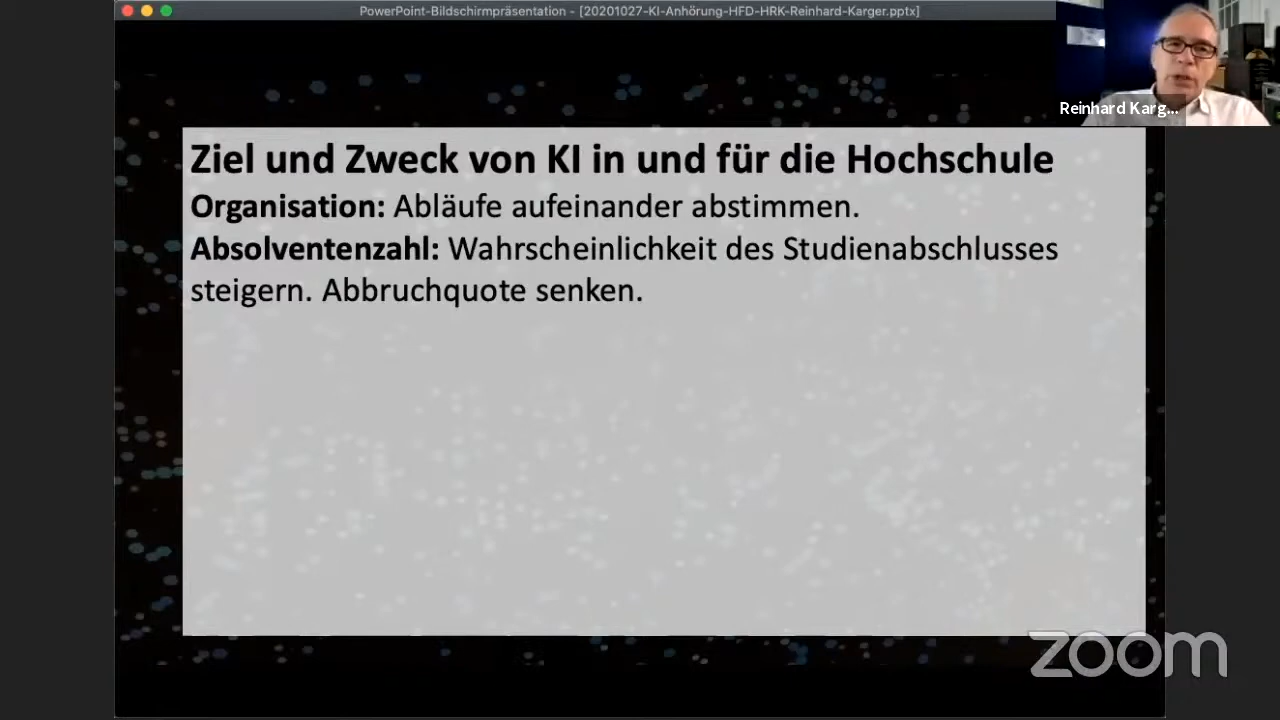 PowerPoint-Bildschirmpräsentation - [20201027-KI-Anhörung-HFD-HRK-Reinhard-Karger.pptx]
Reinhard Karg...
Ziel und Zweck von KI in und für die Hochschule
Organisation: Abläufe aufeinander abstimmen.
Absolventenzahl: Wahrscheinlichkeit des Studienabschlusses
steigern. Abbruchquote senken.
zoom